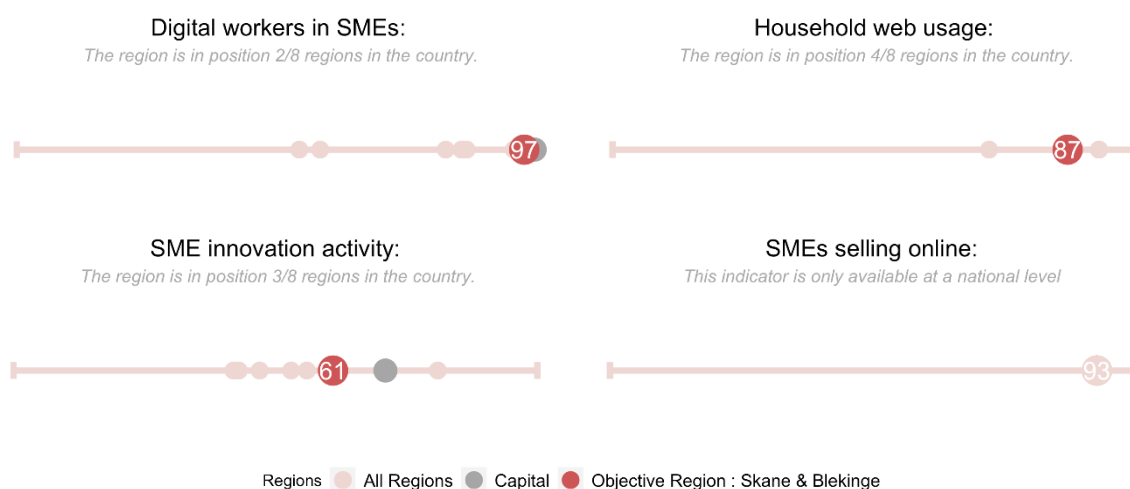 Digital workers in SMEs:
The region is in position 2/8 regions in the country.
97
Household web usage:
The region is in position 4/8 regions in the country.
87
SME innovation activity:
The region is in position 3/8 regions in the country.
61
SMEs selling online:
This indicator is only available at a national level
93
Regions All Regions Capital Objective Region : Skane & Blekinge